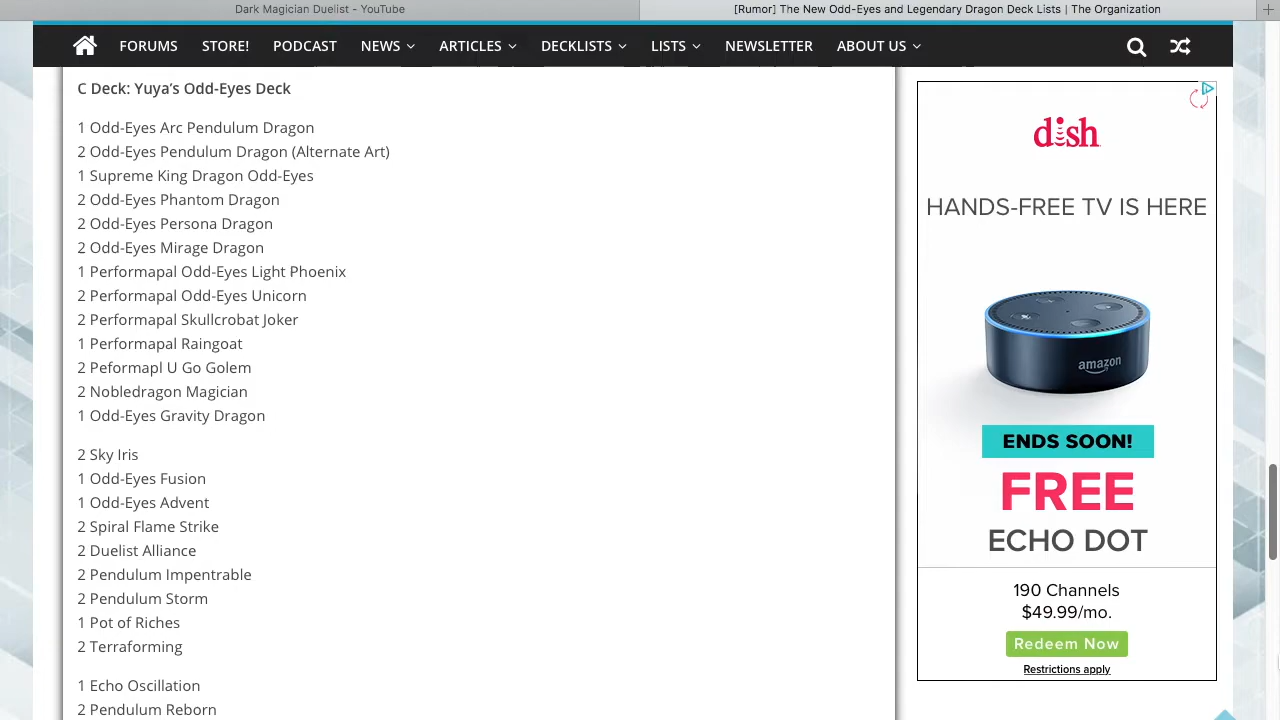 Dark Magician Duelist - YouTube
[Rumor] The New Odd-Eyes and Legendary Dragon Deck Lists | The Organization
FORUMS STORE! PODCAST NEWS ARTICLES DECKLISTS LISTS NEWSLETTER ABOUT US
C Deck: Yuya’s Odd-Eyes Deck
1 Odd-Eyes Arc Pendulum Dragon
2 Odd-Eyes Pendulum Dragon (Alternate Art)
1 Supreme King Dragon Odd-Eyes
2 Odd-Eyes Phantom Dragon
2 Odd-Eyes Persona Dragon
2 Odd-Eyes Mirage Dragon
1 Performapal Odd-Eyes Light Phoenix
2 Performapal Odd-Eyes Unicorn
2 Performapal Skullcrobat Joker
1 Performapal Raingoat
2 Peformapl U Go Golem
2 Nobledragon Magician
1 Odd-Eyes Gravity Dragon
2 Sky Iris
1 Odd-Eyes Fusion
1 Odd-Eyes Advent
2 Spiral Flame Strike
2 Duelist Alliance
2 Pendulum Impentrable
2 Pendulum Storm
1 Pot of Riches
2 Terraforming
1 Echo Oscillation
2 Pendulum Reborn
dish
HANDS-FREE TV IS HERE
amazon
ENDS SOON!
FREE
ECHO DOT
190 Channels
$49.99/mo.
Redeem Now
Restrictions apply